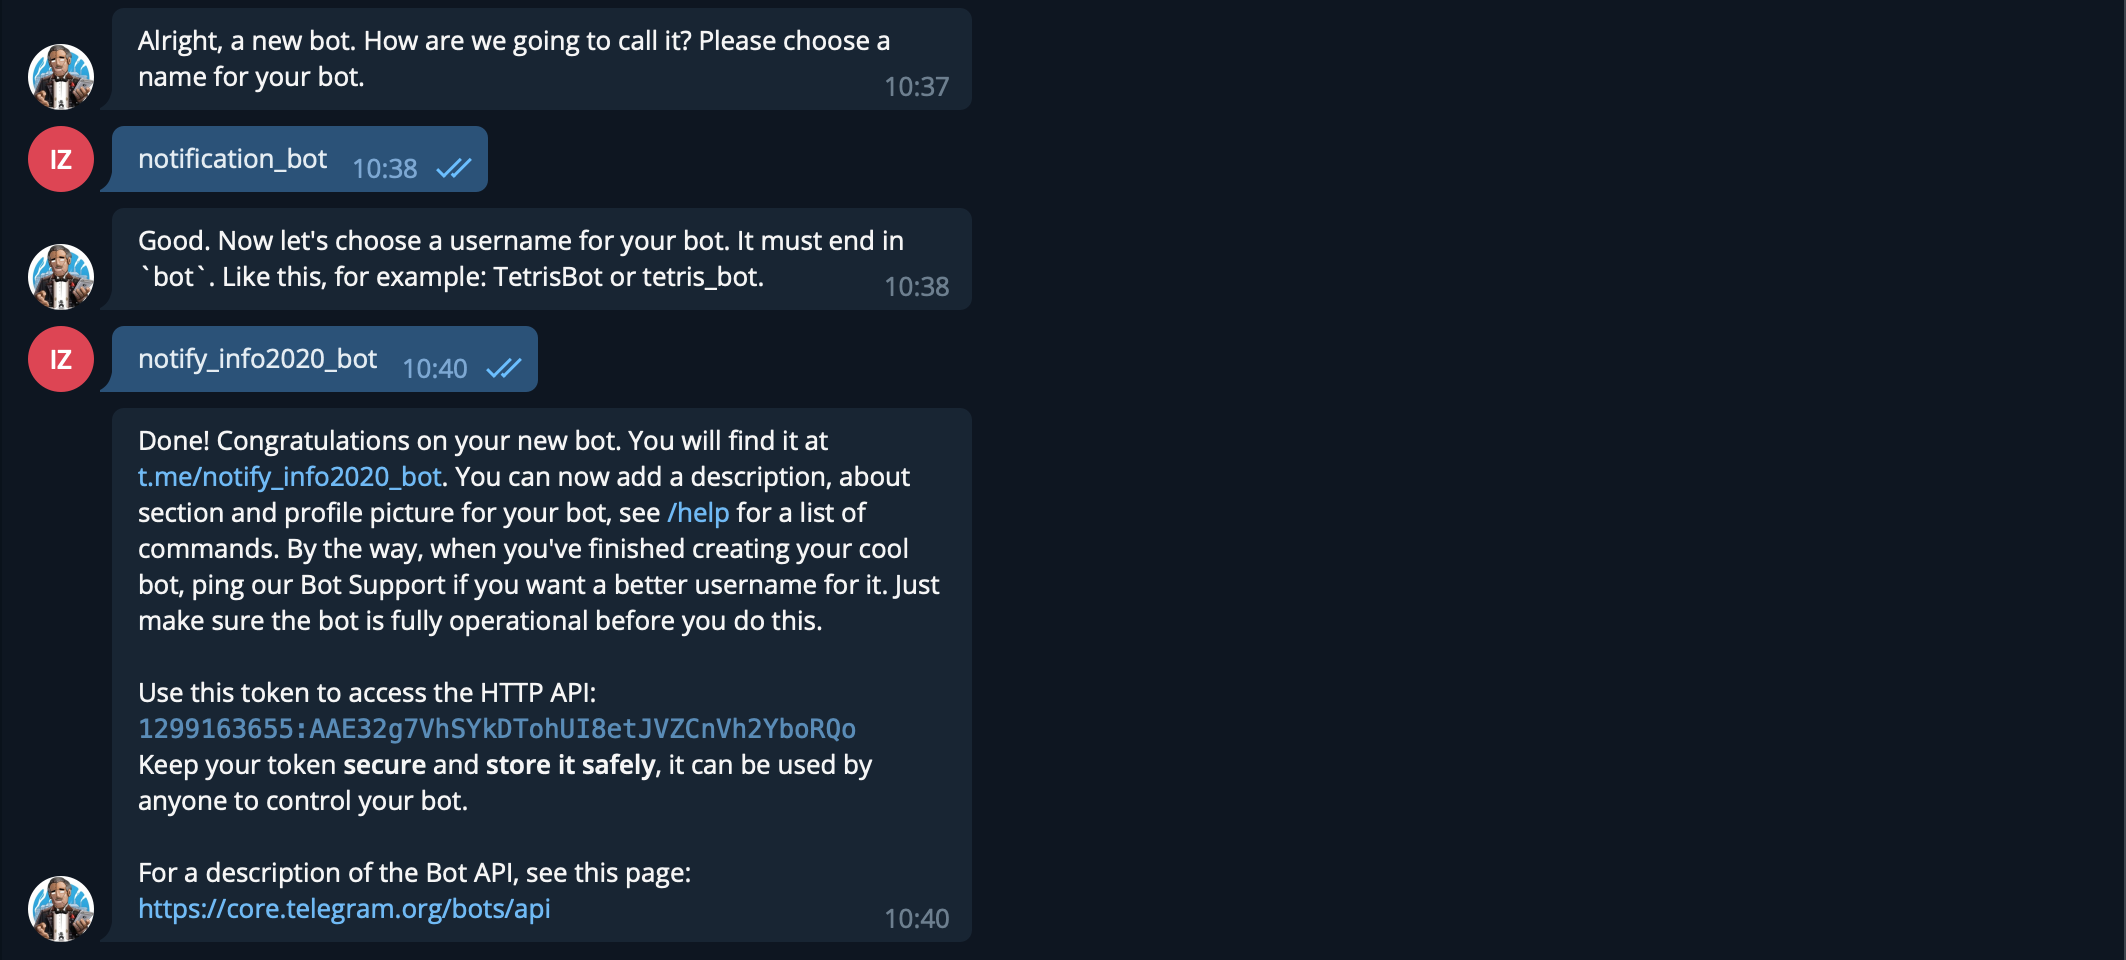 Alright, a new bot. How are we going to call it? Please choose a
name for your bot.
10:37
IZ
notification_bot 10:38
Good. Now let's choose a username for your bot. It must end in
`bot`. Like this, for example: TetrisBot or tetris_bot.
10:38
IZ
notify_info2020_bot 10:40
Done! Congratulations on your new bot. You will find it at
t.me/notify_info2020_bot. You can now add a description, about
section and profile picture for your bot, see /help for a list of
commands. By the way, when you've finished creating your cool
bot, ping our Bot Support if you want a better username for it. Just
make sure the bot is fully operational before you do this.
Use this token to access the HTTP API:
1299163655:AAE32g7VhSYkDTohUI8etJVZCnVh2YboRQo
Keep your token secure and store it safely, it can be used by
anyone to control your bot.
For a description of the Bot API, see this page:
https://core.telegram.org/bots/api
10:40